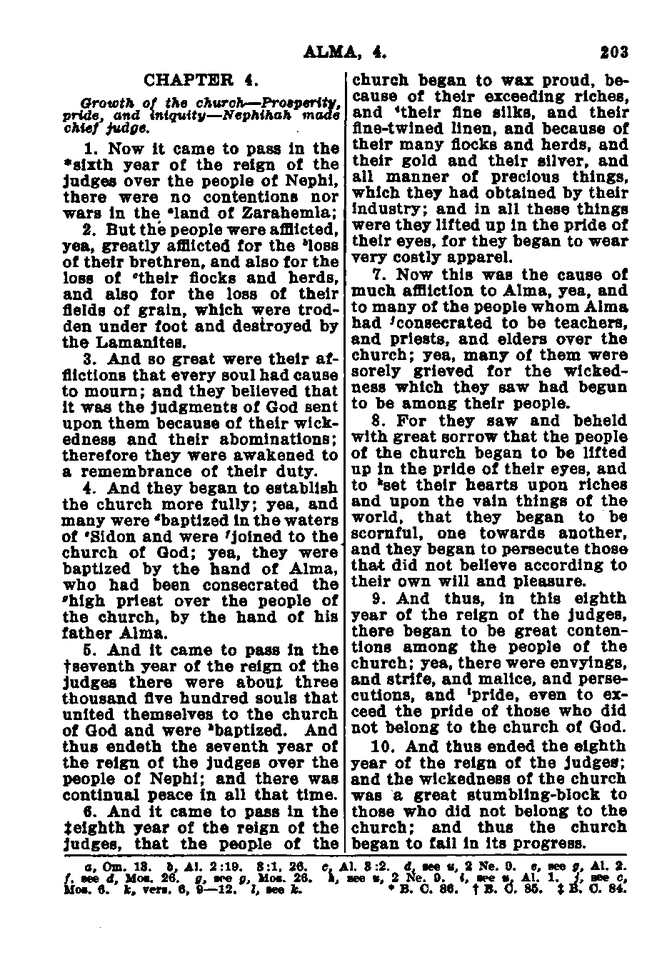 ALMA, 4. 203
CHAPTER 4.
Growth of the church—Prosperity,
pride, and iniquity—Nephihah made
chief judge.
1. Now it came to pass in the
*sixth year of the reign of the
judges over the people of Nephi,
there were no contentions nor
wars in the ᵃland of Zarahemla;
2. But the people were afflicted,
yea, greatly afflicted for the ᵇloss
of their brethren, and also for the
loss of ᶜtheir flocks and herds,
and also for the loss of their
fields of grain, which were trod-
den under foot and destroyed by
the Lamanites.
3. And so great were their af-
flictions that every soul had cause
to mourn; and they believed that
it was the judgments of God sent
upon them because of their wick-
edness and their abominations;
therefore they were awakened to
a remembrance of their duty.
4. And they began to establish
the church more fully; yea, and
many were ᵈbaptized in the waters
of ᵉSidon and were ᶠjoined to the
church of God; yea, they were
baptized by the hand of Alma,
who had been consecrated the
ᵍhigh priest over the people of
the church, by the hand of his
father Alma.
5. And it came to pass in the
†seventh year of the reign of the
judges there were about three
thousand five hundred souls that
united themselves to the church
of God and were ʰbaptized. And
thus endeth the seventh year of
the reign of the judges over the
people of Nephi; and there was
continual peace in all that time.
6. And it came to pass in the
‡eighth year of the reign of the
judges, that the people of the
church began to wax proud, be-
cause of their exceeding riches,
and ⁱtheir fine silks, and their
fine-twined linen, and because of
their many flocks and herds, and
their gold and their silver, and
all manner of precious things,
which they had obtained by their
industry; and in all these things
were they lifted up in the pride of
their eyes, for they began to wear
very costly apparel.
7. Now this was the cause of
much affliction to Alma, yea, and
to many of the people whom Alma
had ʲconsecrated to be teachers,
and priests, and elders over the
church; yea, many of them were
sorely grieved for the wicked-
ness which they saw had begun
to be among their people.
8. For they saw and beheld
with great sorrow that the people
of the church began to be lifted
up in the pride of their eyes, and
to ᵏset their hearts upon riches
and upon the vain things of the
world, that they began to be
scornful, one towards another,
and they began to persecute those
that did not believe according to
their own will and pleasure.
9. And thus, in this eighth
year of the reign of the judges,
there began to be great conten-
tions among the people of the
church; yea, there were envyings,
and strife, and malice, and perse-
cutions, and ˡpride, even to ex-
ceed the pride of those who did
not belong to the church of God.
10. And thus ended the eighth
year of the reign of the judges;
and the wickedness of the church
was a great stumbling-block to
those who did not belong to the
church; and thus the church
began to fail in its progress.
a, Om. 13. b, Al. 2:19. 3:1, 26. c, Al. 3:2. d, see u, 2 Ne. 9. e, see g, Al. 2.
f, see d, Mos. 26. g, see g, Mos. 26. h, see u, 2 Ne. 9. i, see u, Al. 1. j, see c,
Mos. 6. k, vers. 6, 9—12. l, see k. * B. C. 86. † B. C. 85. ‡ B. C. 84.